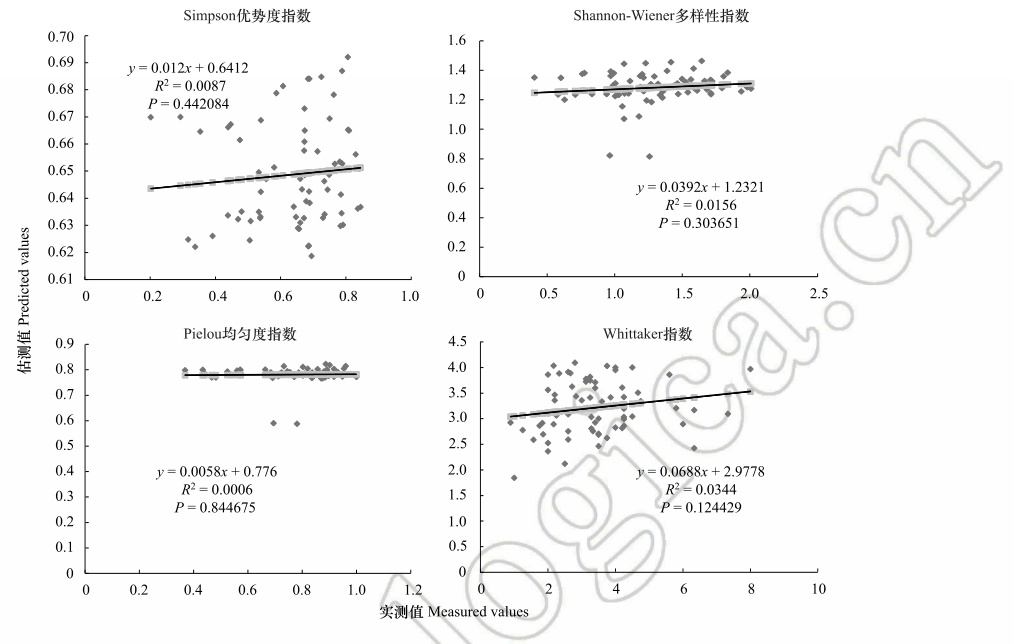 Simpson优势度指数
0.70
0.69
0.68
0.67
0.66
0.65
0.64
0.63
0.62
0.61
y = 0.012x + 0.6412
R² = 0.0087
P = 0.442084
0 0.2 0.4 0.6 0.8 1.0
Shannon-Wiener多样性指数
1.6
1.4
1.2
1.0
0.8
0.6
0.4
0.2
0
y = 0.0392x + 1.2321
R² = 0.0156
P = 0.303651
0 0.5 1.0 1.5 2.0 2.5
估测值 Predicted values
Pielou均匀度指数
0.9
0.8
0.7
0.6
0.5
0.4
0.3
0.2
0.1
0
y = 0.0058x + 0.776
R² = 0.0006
P = 0.844675
0 0.2 0.4 0.6 0.8 1.0 1.2
Whittaker指数
4.5
4.0
3.5
3.0
2.5
2.0
1.5
1.0
0.5
0
y = 0.0688x + 2.9778
R² = 0.0344
P = 0.124429
0 2 4 6 8 10
实测值 Measured values
logica.cn